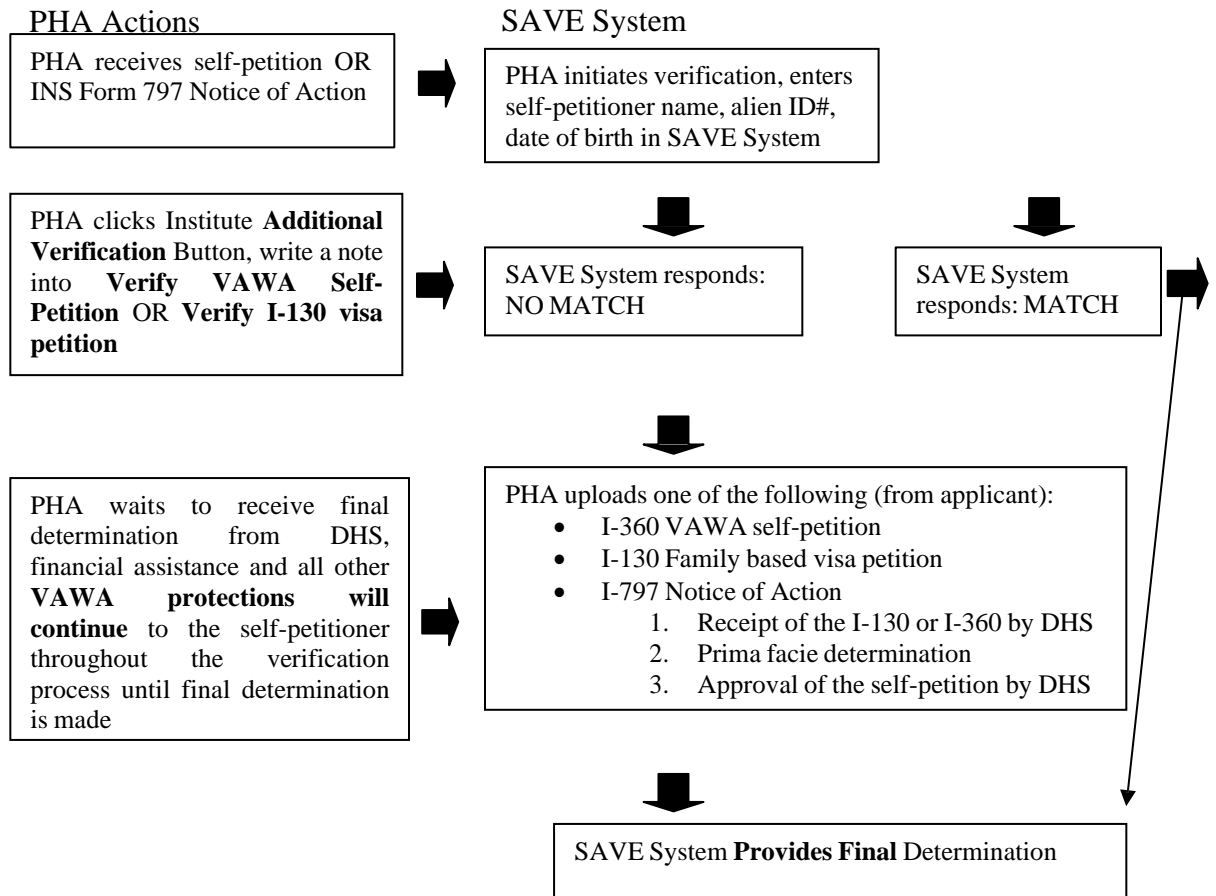 PHA Actions
SAVE System
PHA receives self-petition OR
INS Form 797 Notice of Action
PHA initiates verification, enters
self-petitioner name, alien ID#,
date of birth in SAVE System
PHA clicks Institute Additional
Verification Button, write a note
into Verify VAWA Self-
Petition OR Verify I-130 visa
petition
SAVE System responds:
NO MATCH
SAVE System
responds: MATCH
PHA waits to receive final
determination from DHS,
financial assistance and all other
VAWA protections will
continue to the self-petitioner
throughout the verification
process until final determination
is made
PHA uploads one of the following (from applicant):
• I-360 VAWA self-petition
• I-130 Family based visa petition
• I-797 Notice of Action
1. Receipt of the I-130 or I-360 by DHS
2. Prima facie determination
3. Approval of the self-petition by DHS
SAVE System Provides Final Determination